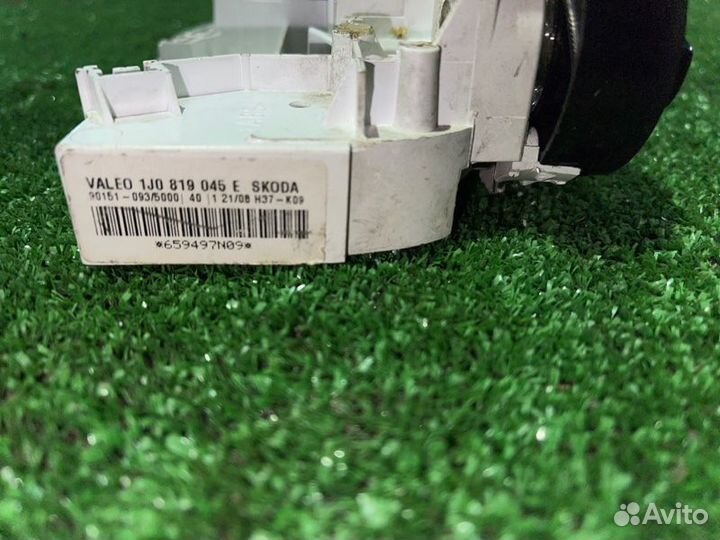 VALEO 1J0 819 045 E SKODA
90151-093/5000 40 1 21/08 H37-K09
*659497N09*
Avito